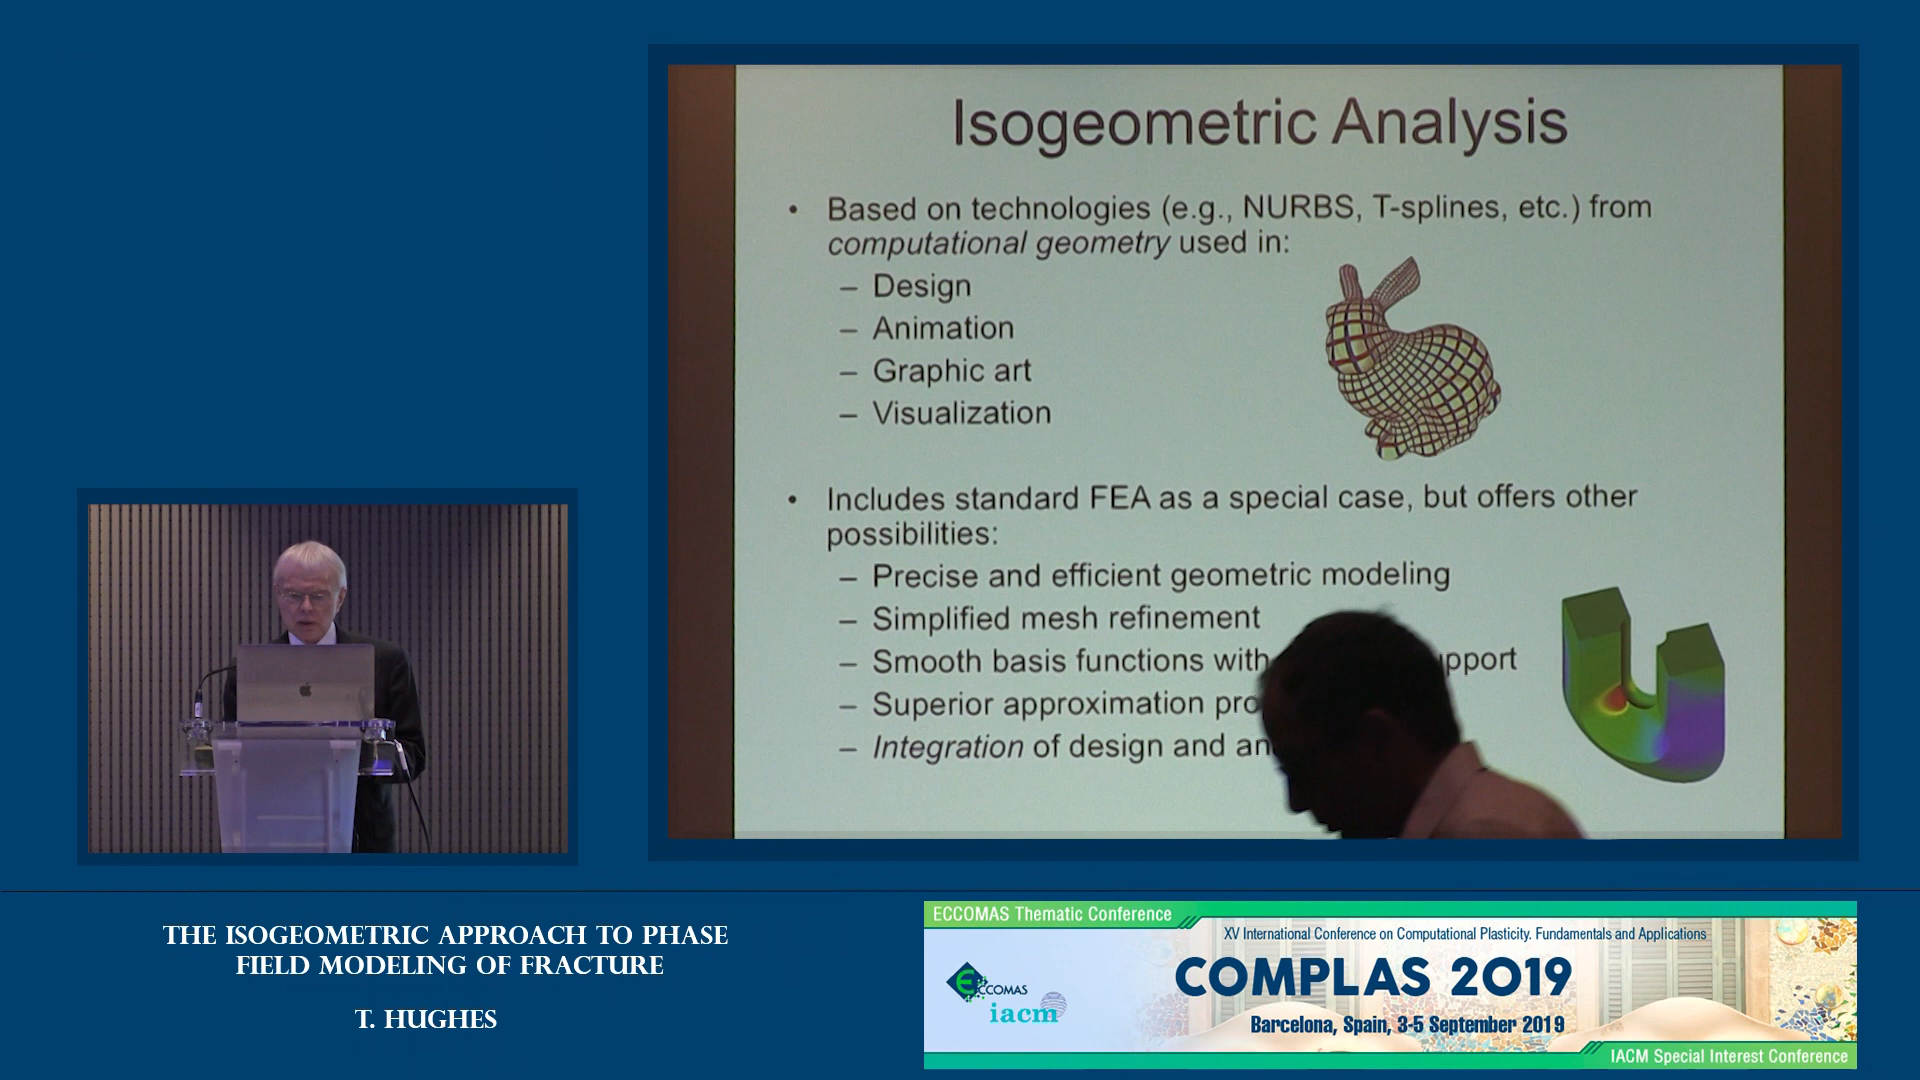 Isogeometric Analysis
• Based on technologies (e.g., NURBS, T-splines, etc.) from
computational geometry used in:
– Design
– Animation
– Graphic art
– Visualization
• Includes standard FEA as a special case, but offers other
possibilities:
– Precise and efficient geometric modeling
– Simplified mesh refinement
– Smooth basis functions with
– Superior approximation
– Integration of design and
THE ISOGEOMETRIC APPROACH TO PHASE
FIELD MODELING OF FRACTURE
T. HUGHES
ECCOMAS Thematic Conference
XV International Conference on Computational Plasticity. Fundamentals and Applications
COMPLAS 2019
ECCOMAS
iacm
Barcelona, Spain, 3-5 September 2019
IACM Special Interest Conference